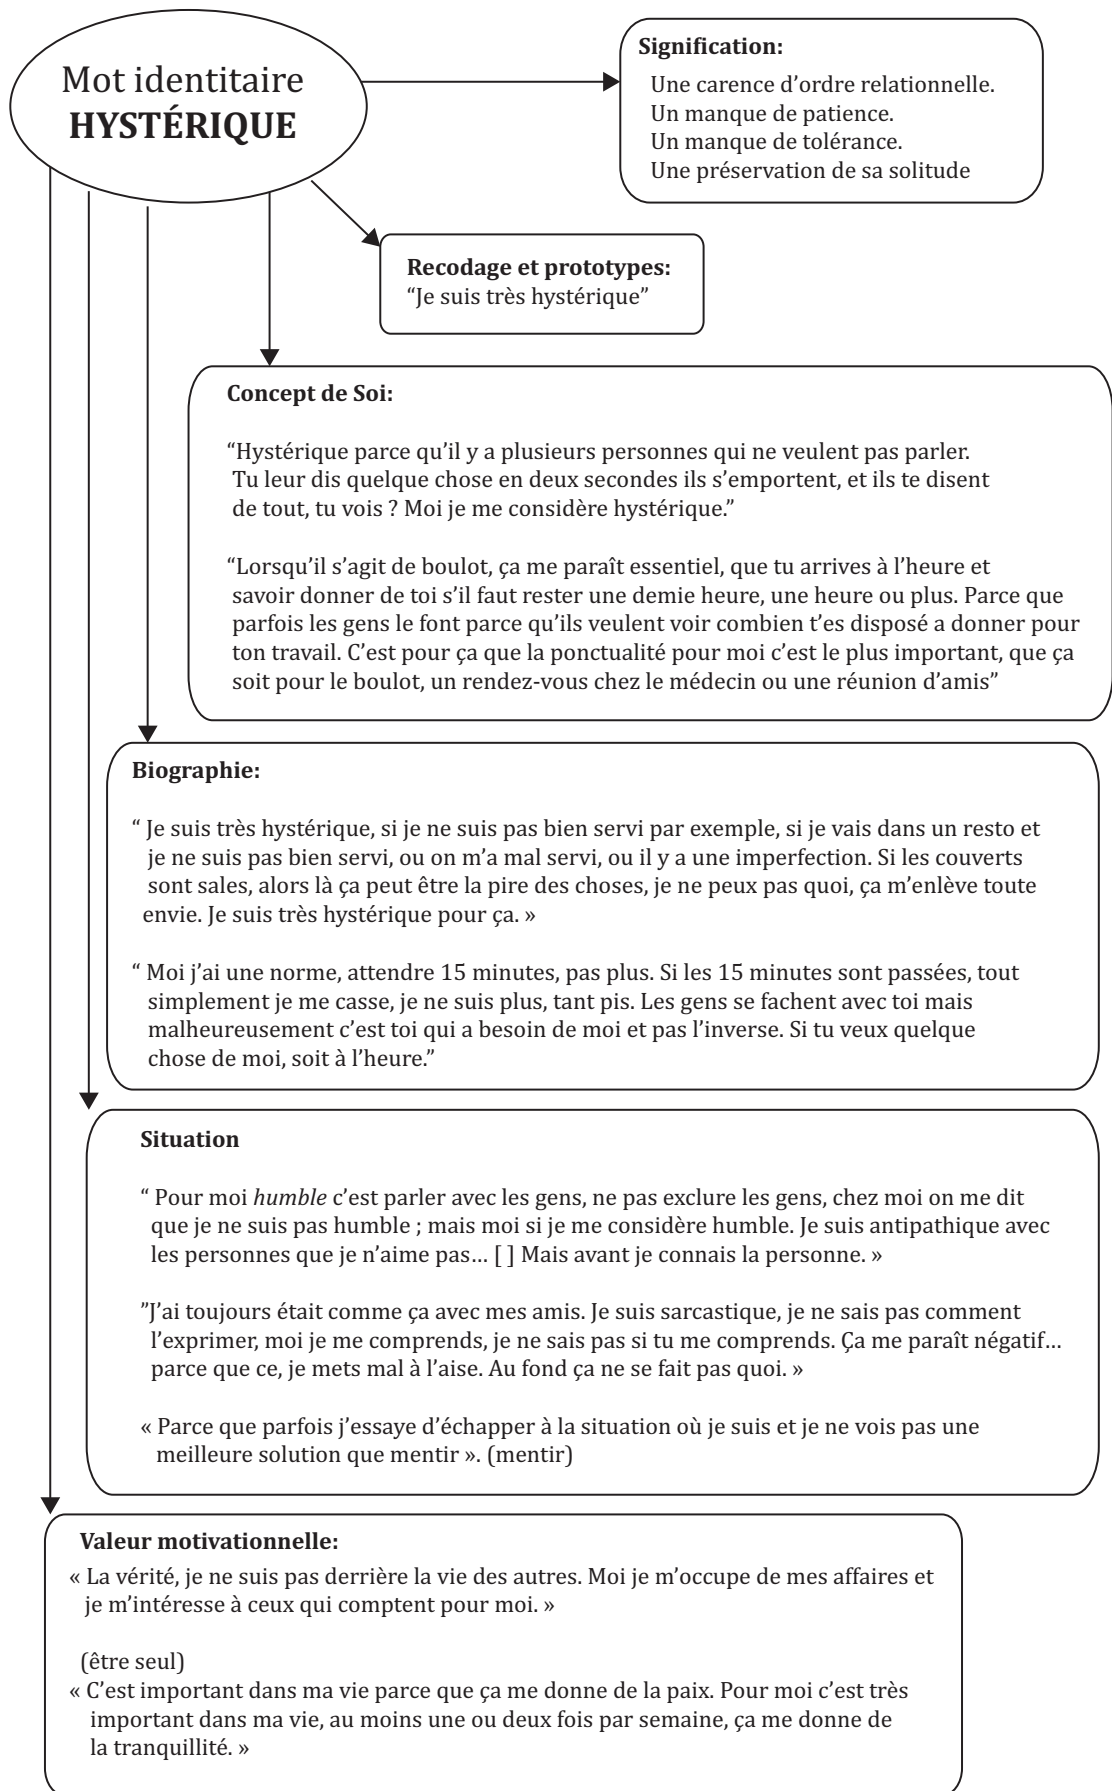 Mot identitaire
HYSTÉRIQUE
Signification:
Une carence d’ordre relationnelle.
Un manque de patience.
Un manque de tolérance.
Une préservation de sa solitude
Recodage et prototypes:
“Je suis très hystérique”
Concept de Soi:
“Hystérique parce qu’il y a plusieurs personnes qui ne veulent pas parler.
Tu leur dis quelque chose en deux secondes ils s’emportent, et ils te disent
de tout, tu vois ? Moi je me considère hystérique.”
“Lorsqu’il s’agit de boulot, ça me paraît essentiel, que tu arrives à l’heure et
savoir donner de toi s’il faut rester une demie heure, une heure ou plus. Parce que
parfois les gens le font parce qu’ils veulent voir combien t’es disposé a donner pour
ton travail. C’est pour ça que la ponctualité pour moi c’est le plus important, que ça
soit pour le boulot, un rendez-vous chez le médecin ou une réunion d’amis”
Biographie:
“ Je suis très hystérique, si je ne suis pas bien servi par exemple, si je vais dans un resto et
je ne suis pas bien servi, ou on m’a mal servi, ou il y a une imperfection. Si les couverts
sont sales, alors là ça peut être la pire des choses, je ne peux pas quoi, ça m’enlève toute
envie. Je suis très hystérique pour ça. »
“ Moi j’ai une norme, attendre 15 minutes, pas plus. Si les 15 minutes sont passées, tout
simplement je me casse, je ne suis plus, tant pis. Les gens se fachent avec toi mais
malheureusement c’est toi qui a besoin de moi et pas l’inverse. Si tu veux quelque
chose de moi, soit à l’heure.”
Situation
“ Pour moi humble c’est parler avec les gens, ne pas exclure les gens, chez moi on me dit
que je ne suis pas humble ; mais moi si je me considère humble. Je suis antipathique avec
les personnes que je n’aime pas… [ ] Mais avant je connais la personne. »
”J’ai toujours était comme ça avec mes amis. Je suis sarcastique, je ne sais pas comment
l’exprimer, moi je me comprends, je ne sais pas si tu me comprends. Ça me paraît négatif…
parce que ce, je mets mal à l’aise. Au fond ça ne se fait pas quoi. »
« Parce que parfois j’essaye d’échapper à la situation où je suis et je ne vois pas une
meilleure solution que mentir ». (mentir)
Valeur motivationnelle:
« La vérité, je ne suis pas derrière la vie des autres. Moi je m’occupe de mes affaires et
je m’intéresse à ceux qui comptent pour moi. »
(être seul)
« C’est important dans ma vie parce que ça me donne de la paix. Pour moi c’est très
important dans ma vie, au moins une ou deux fois par semaine, ça me donne de
la tranquillité. »